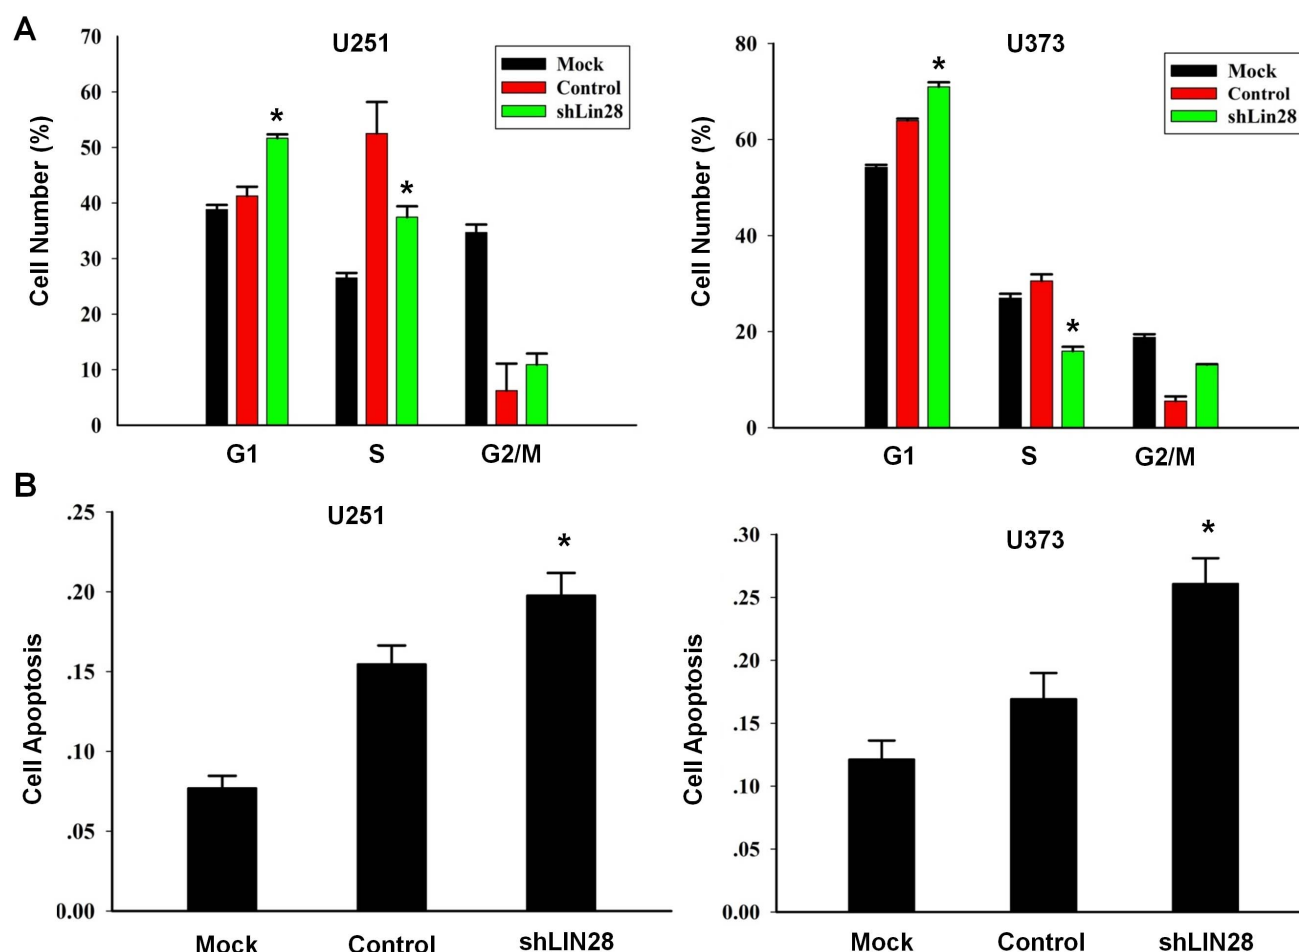 A
U251
Mock
Control
shLin28
Cell Number (%)
70
60
50
40
30
20
10
0
*
*
G1
S
G2/M
U373
Mock
Control
shLin28
Cell Number (%)
80
60
40
20
0
*
*
G1
S
G2/M
B
U251
Cell Apoptosis
.25
.20
.15
.10
.05
0.00
*
Mock
Control
shLIN28
U373
Cell Apoptosis
.30
.25
.20
.15
.10
.05
0.00
*
Mock
Control
shLIN28